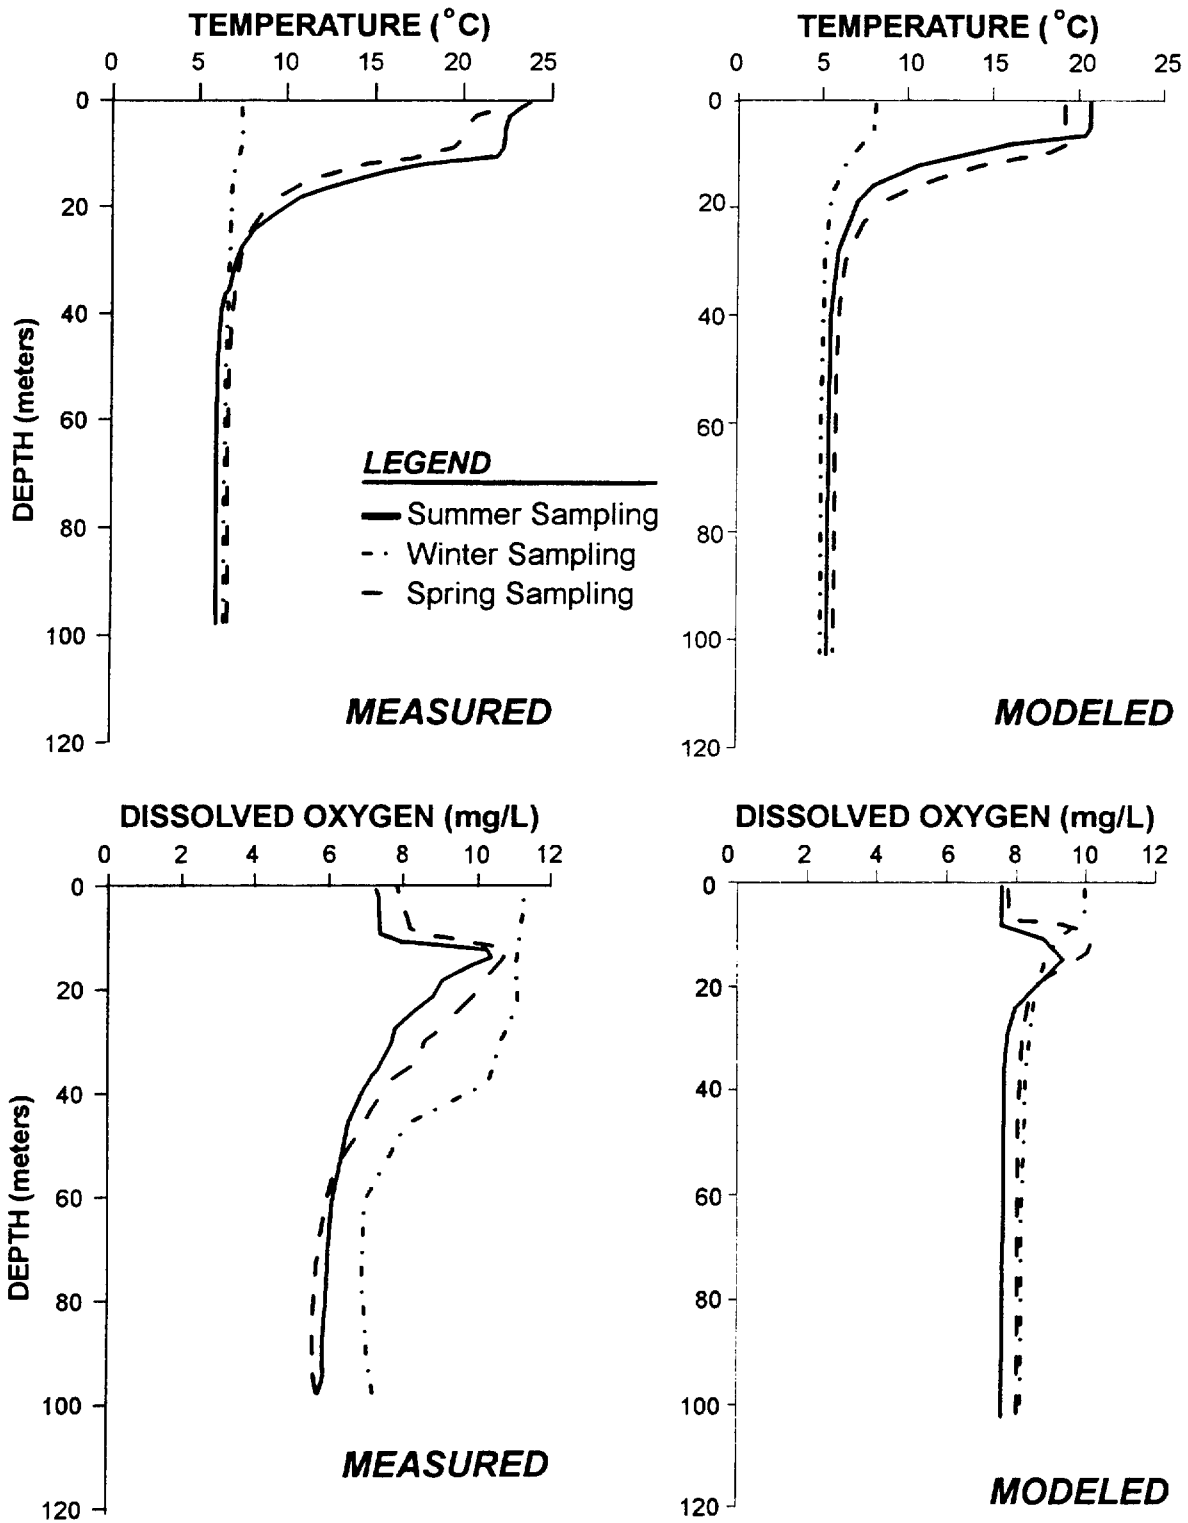 TEMPERATURE (°C)
0 5 10 15 20 25
0
20
40
60
80
100
120
DEPTH (meters)
LEGEND
Summer Sampling
Winter Sampling
Spring Sampling
MEASURED
TEMPERATURE (°C)
0 5 10 15 20 25
0
20
40
60
80
100
120
MODELED
DISSOLVED OXYGEN (mg/L)
0 2 4 6 8 10 12
0
20
40
60
80
100
120
DEPTH (meters)
MEASURED
DISSOLVED OXYGEN (mg/L)
0 2 4 6 8 10 12
0
20
40
60
80
100
120
MODELED